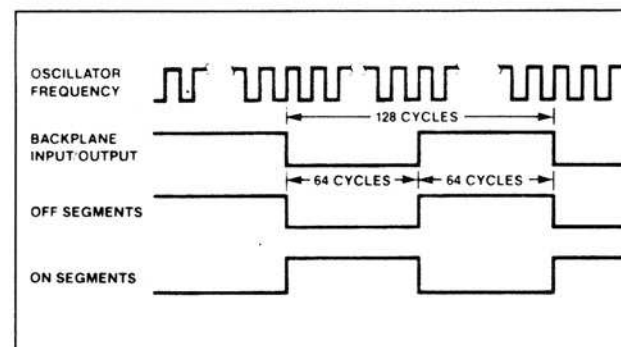 OSCILLATOR
FREQUENCY
128 CYCLES
BACKPLANE
INPUT/OUTPUT
64 CYCLES
64 CYCLES
OFF SEGMENTS
ON SEGMENTS